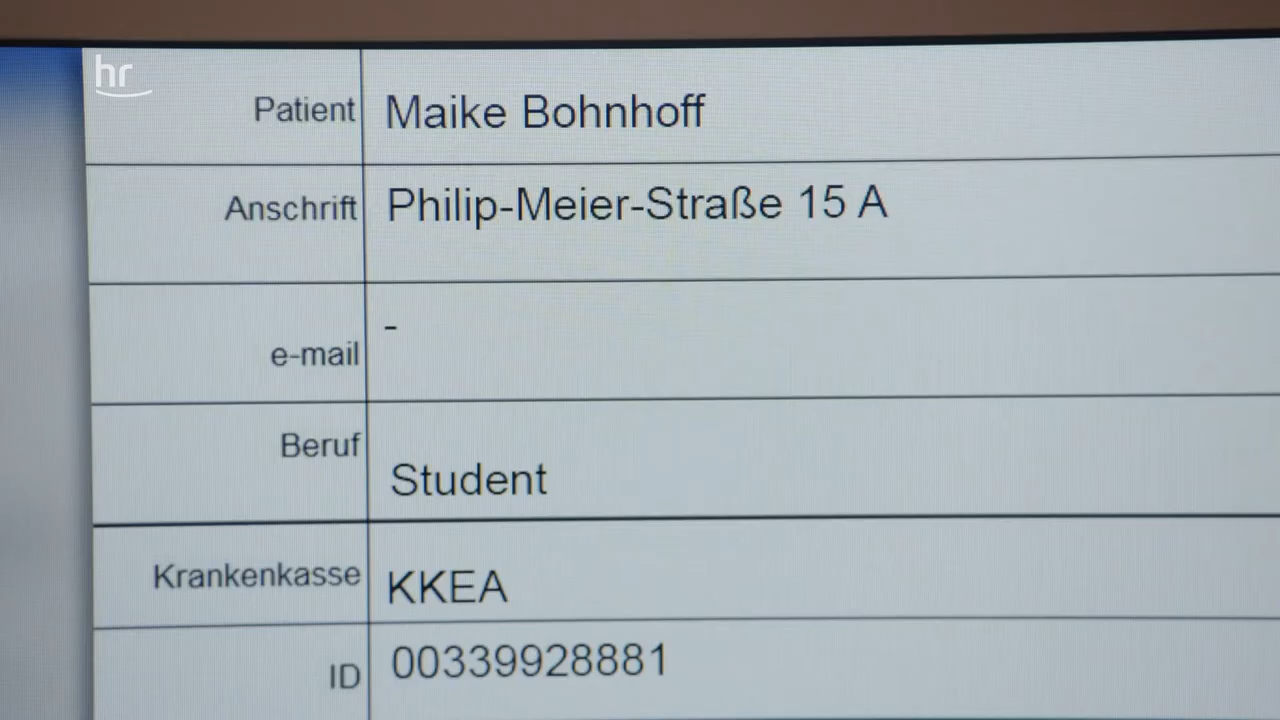 hr
Patient Maike Bohnhoff
Anschrift Philip-Meier-Straße 15 A
e-mail -
Beruf Student
Krankenkasse KKEA
ID 00339928881